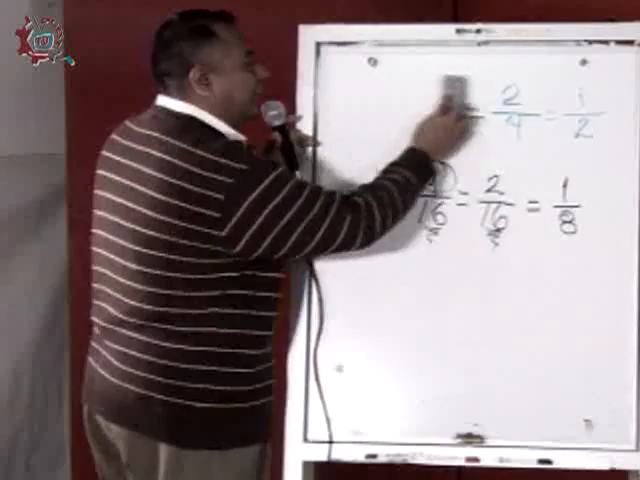 = 2/4 = 1/2
/16 = 2/16 = 1/8